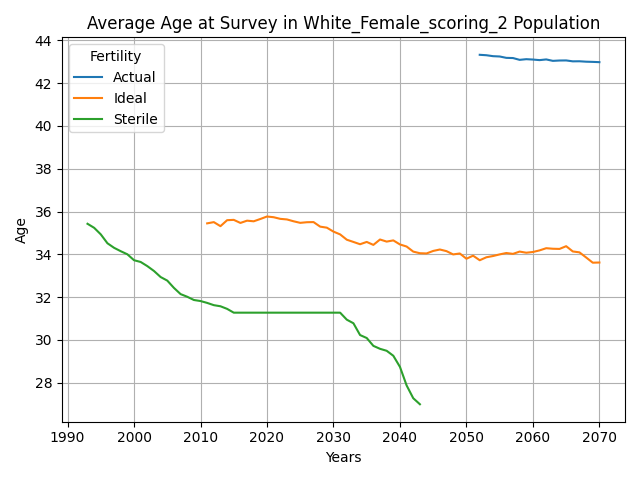 Average Age at Survey in White_Female_scoring_2 Population
Fertility
Actual
Ideal
Sterile
Age
44
42
40
38
36
34
32
30
28
1990 2000 2010 2020 2030 2040 2050 2060 2070
Years